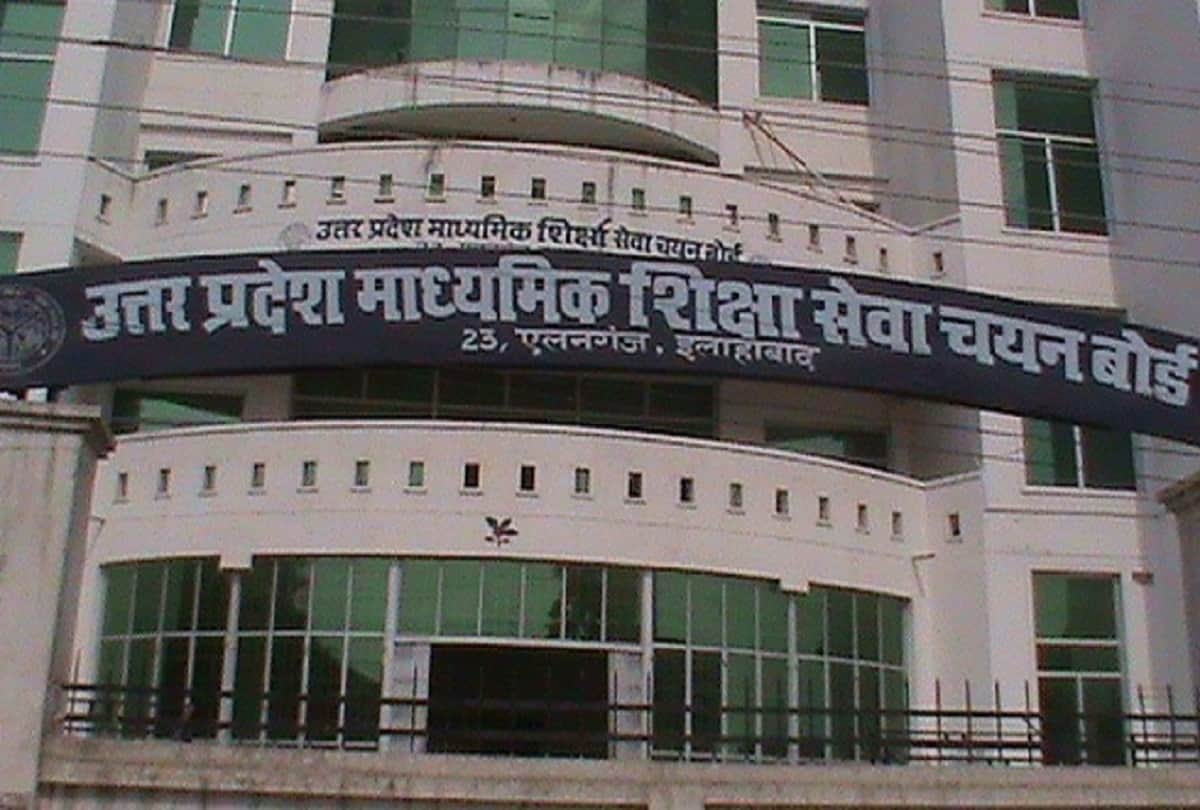 उत्तर प्रदेश माध्यमिक शिक्षा सेवा चयन बोर्ड
उत्तर प्रदेश माध्यमिक शिक्षा सेवा चयन बोर्ड
23, एलनगंज, इलाहाबाद